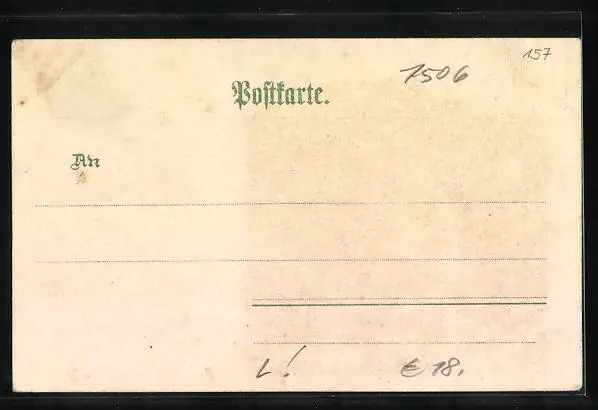 157
1506
Postkarte.
An
L!
€ 18.